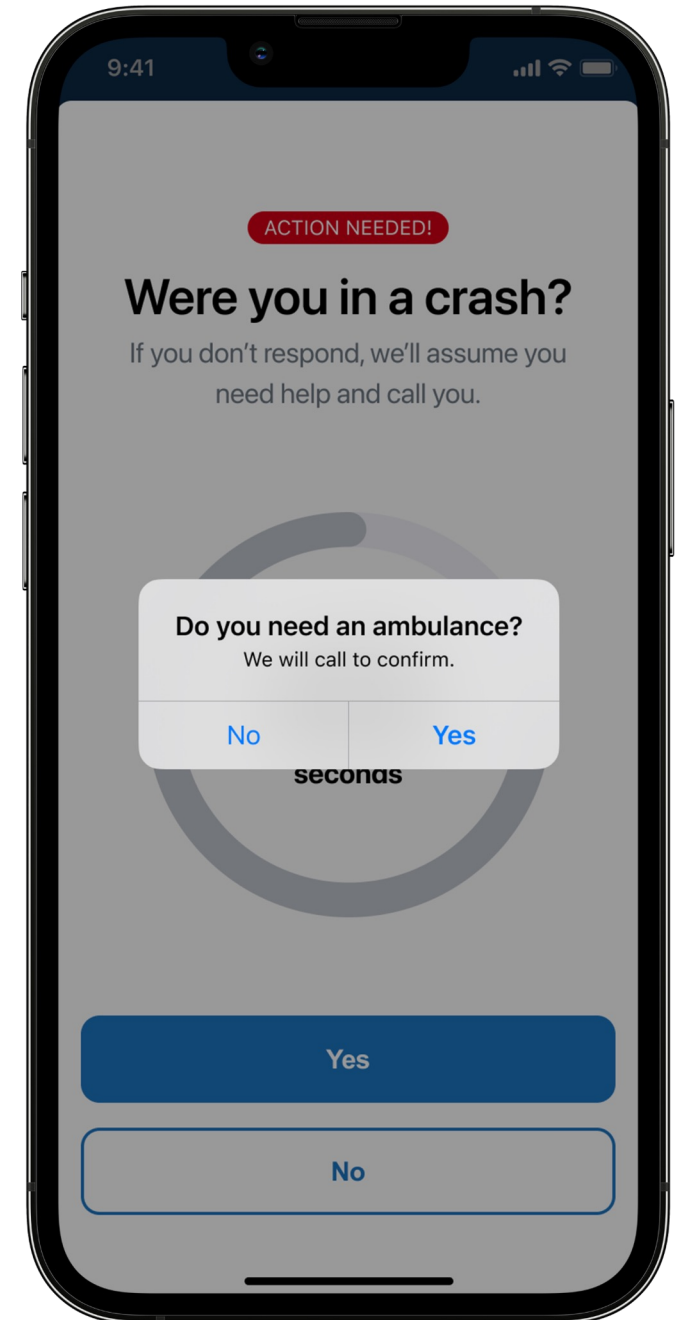 9:41
ACTION NEEDED!
Were you in a crash?
If you don't respond, we'll assume you
need help and call you.
Do you need an ambulance?
We will call to confirm.
No
Yes
seconds
Yes
No